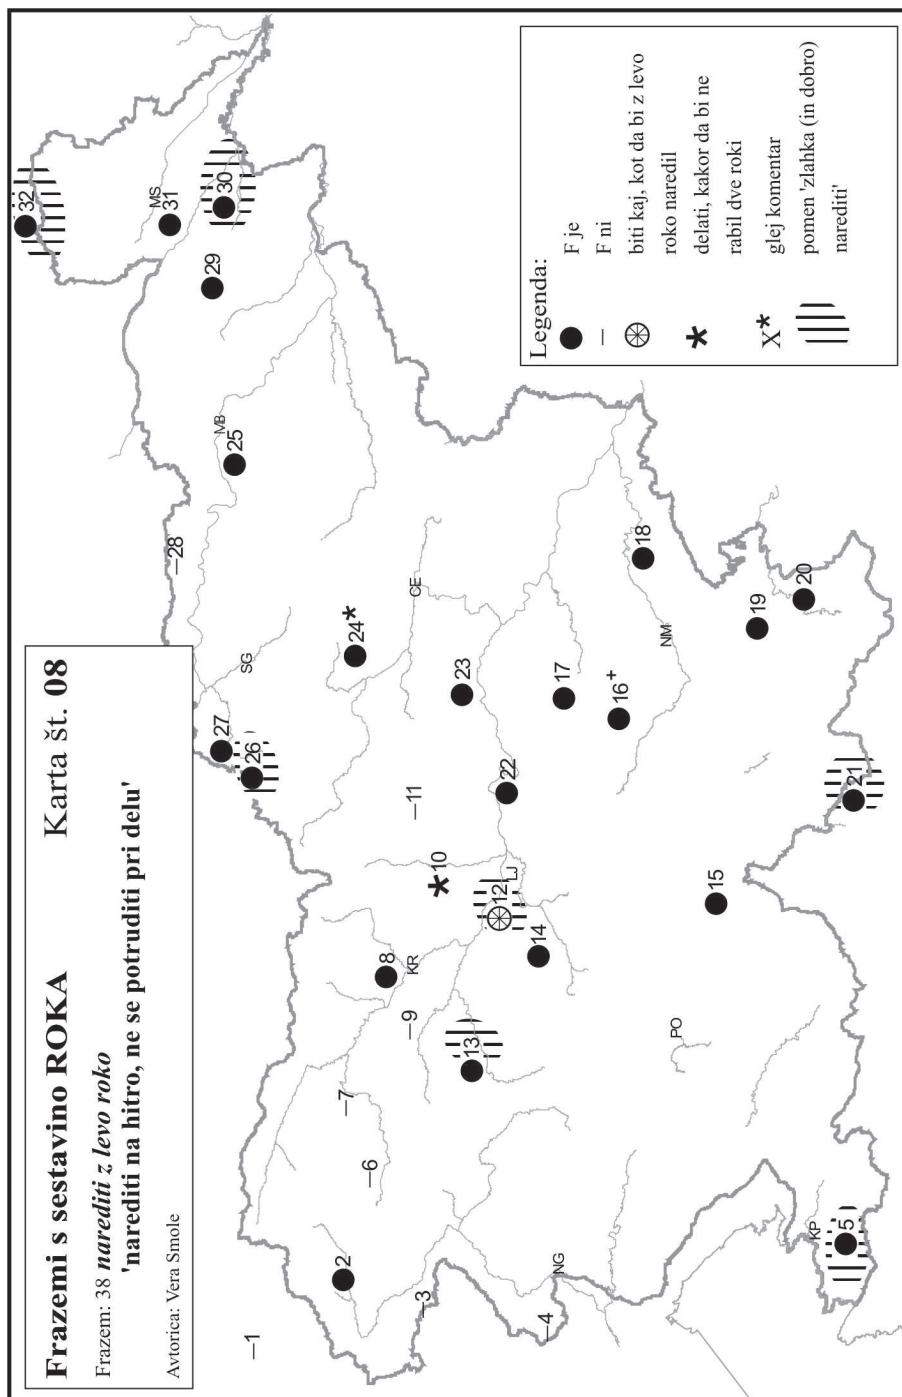 Frazemi s sestavino ROKA Karta št. 08
Frazem: 38 narediti z levo roko
'narediti na hitro, ne se potruditi pri delu'
Avtorica: Vera Smole
Legenda:
F je
– F ni
biti kaj, kot da bi z levo
roko naredil
* delati, kakor da bi ne
rabil dve roki
X* glej komentar
pomen 'zlahka (in dobro)
narediti'
–1
2
–3
–4
5
–6
–7
8
–9
*10
–11
12
13
14
15
16+
17
18
19
20
21
22
23
24*
25
26
27
–28
29
30
31
32
NG
KP
PO
KR
LJ
NM
CE
SG
MB
MS